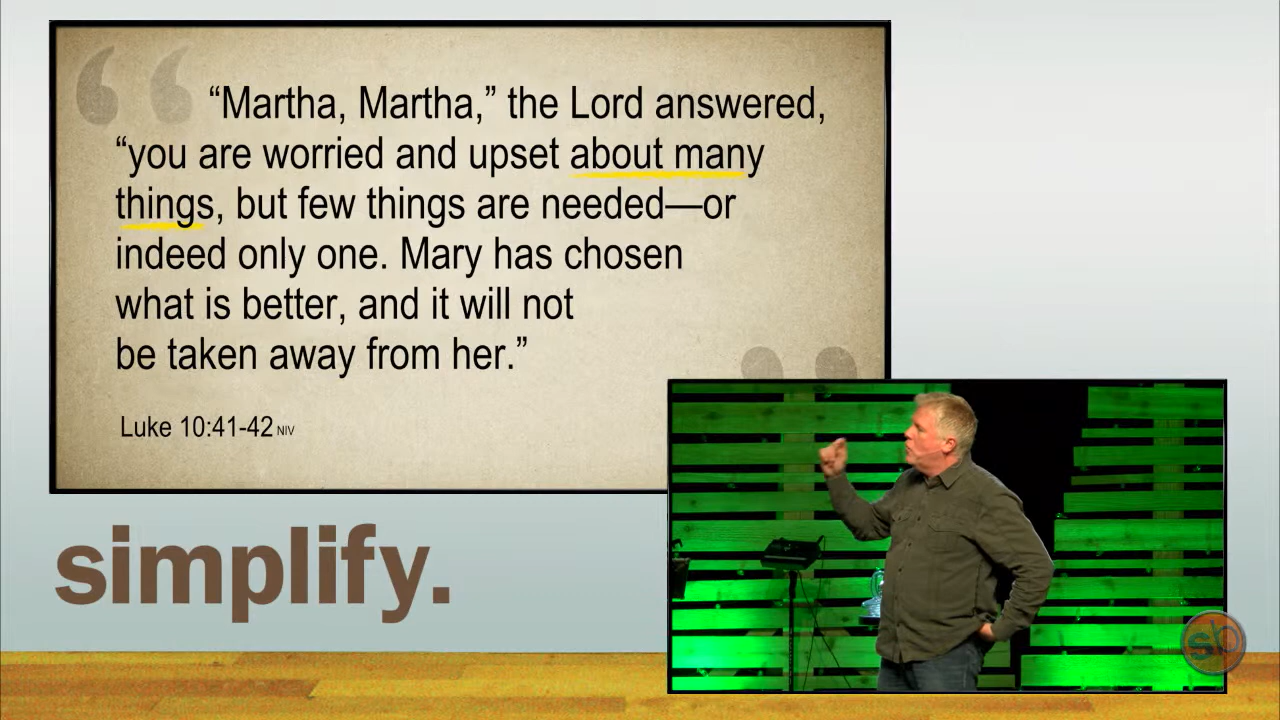 “Martha, Martha,” the Lord answered,
“you are worried and upset about many
things, but few things are needed—or
indeed only one. Mary has chosen
what is better, and it will not
be taken away from her.”
Luke 10:41-42 NIV
simplify.
sb